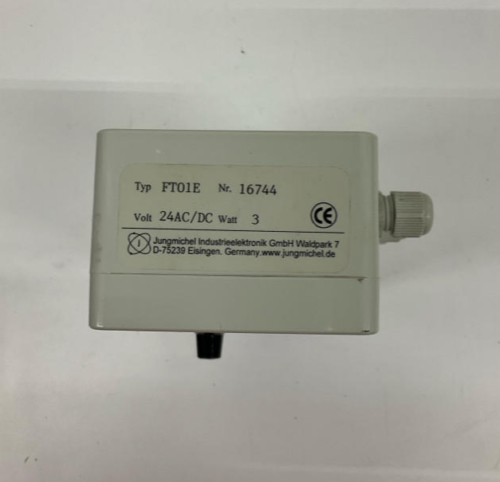 Typ FT01E Nr. 16744
Volt 24AC/DC Watt 3 CE
Jungmichel Industrieelektronik GmbH Waldpark 7
D-75239 Eisingen. Germany.www.jungmichel.de